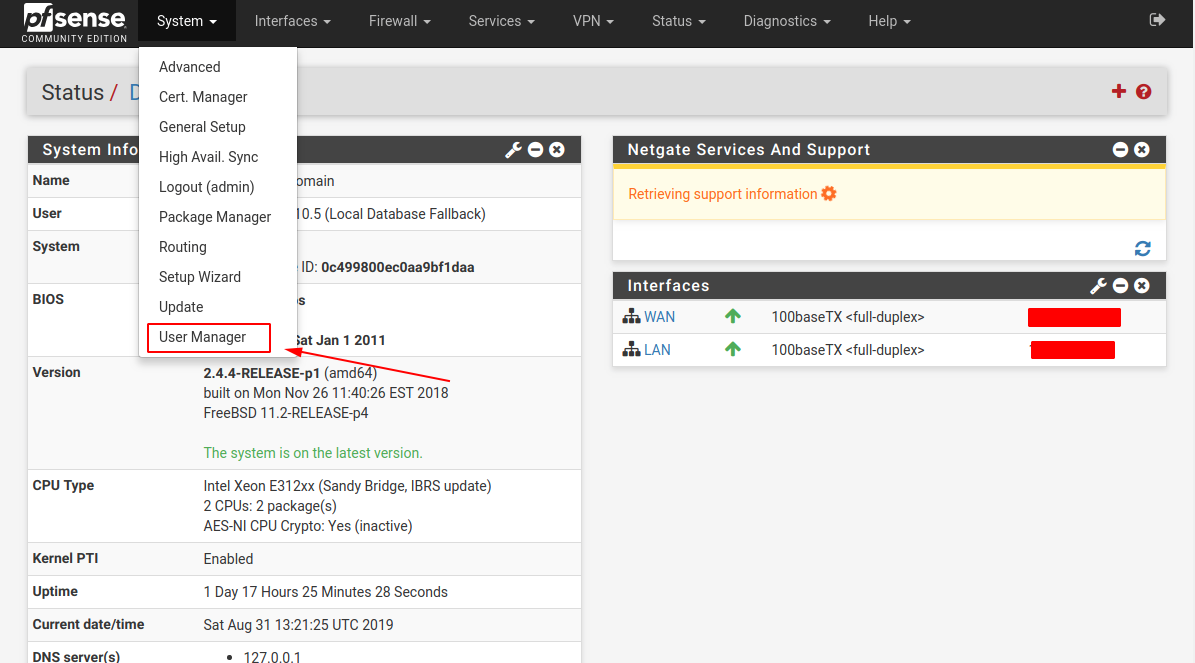 pfsense
COMMUNITY EDITION
System
Interfaces
Firewall
Services
VPN
Status
Diagnostics
Help
Advanced
Cert. Manager
General Setup
High Avail. Sync
Logout (admin)
Package Manager
Routing
Setup Wizard
Update
User Manager
Status / D
System Info
Name omain
User 10.5 (Local Database Fallback)
System
ID: 0c499800ec0aa9bf1daa
BIOS os
Sat Jan 1 2011
Version 2.4.4-RELEASE-p1 (amd64)
built on Mon Nov 26 11:40:26 EST 2018
FreeBSD 11.2-RELEASE-p4
The system is on the latest version.
CPU Type Intel Xeon E312xx (Sandy Bridge, IBRS update)
2 CPUs: 2 package(s)
AES-NI CPU Crypto: Yes (inactive)
Kernel PTI Enabled
Uptime 1 Day 17 Hours 25 Minutes 28 Seconds
Current date/time Sat Aug 31 13:21:25 UTC 2019
DNS server(s) • 127.0.0.1
Netgate Services And Support
Retrieving support information
Interfaces
WAN 100baseTX <full-duplex>
LAN 100baseTX <full-duplex>